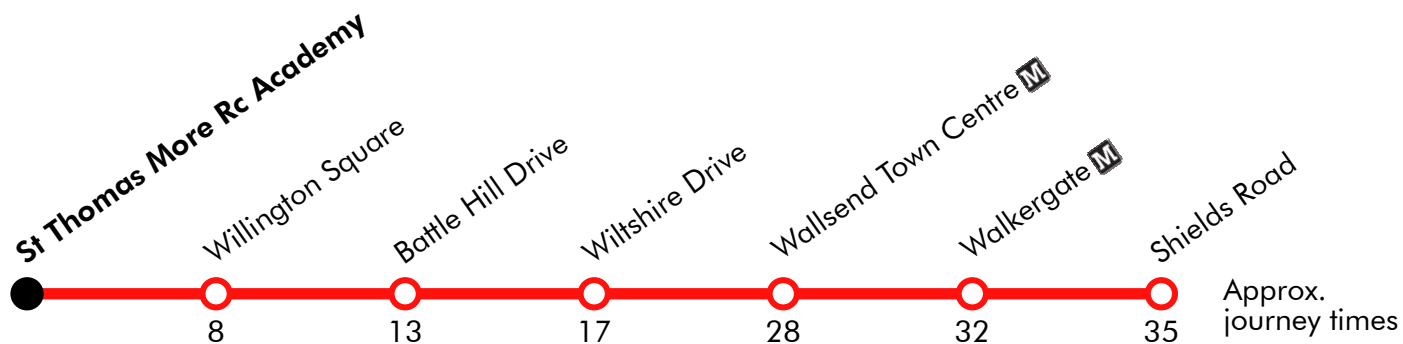 St Thomas More Rc Academy
Willington Square
Battle Hill Drive
Wiltshire Drive
Wallsend Town Centre M
Walkergate M
Shields Road
8 13 17 28 32 35
Approx.
journey times